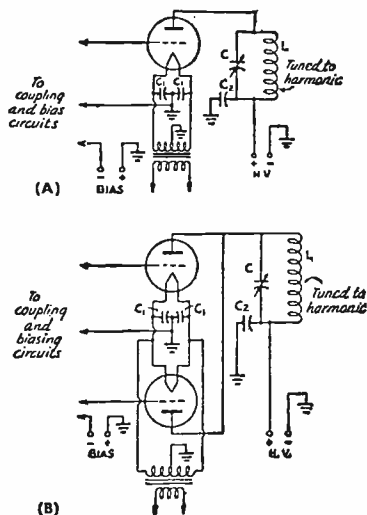 C
L
C₁ C₁
C₂
Tuned to
harmonic
To
coupling
and bias
circuits
- +
BIAS
+ -
H.V.
(A)
C
L
C₁ C₁
C₂
Tuned to
harmonic
To
coupling
and
biasing
circuits
- +
BIAS
+ -
H.V.
(B)